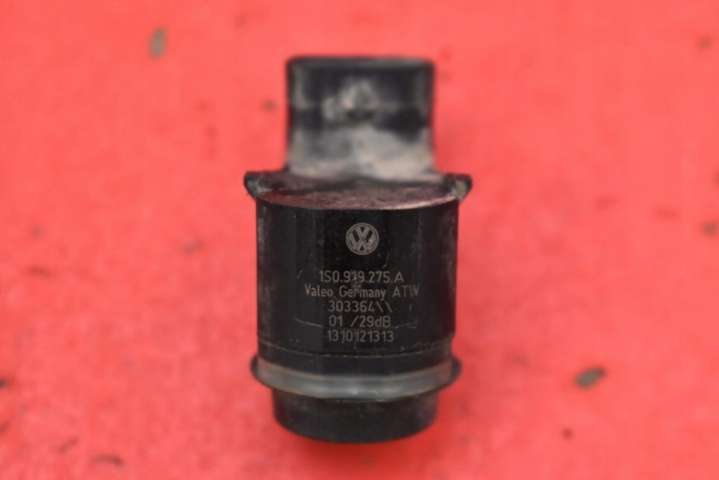 1S0.919.275.A
Valeo Germany ATW
303364\\
01 /29dB
1310121313